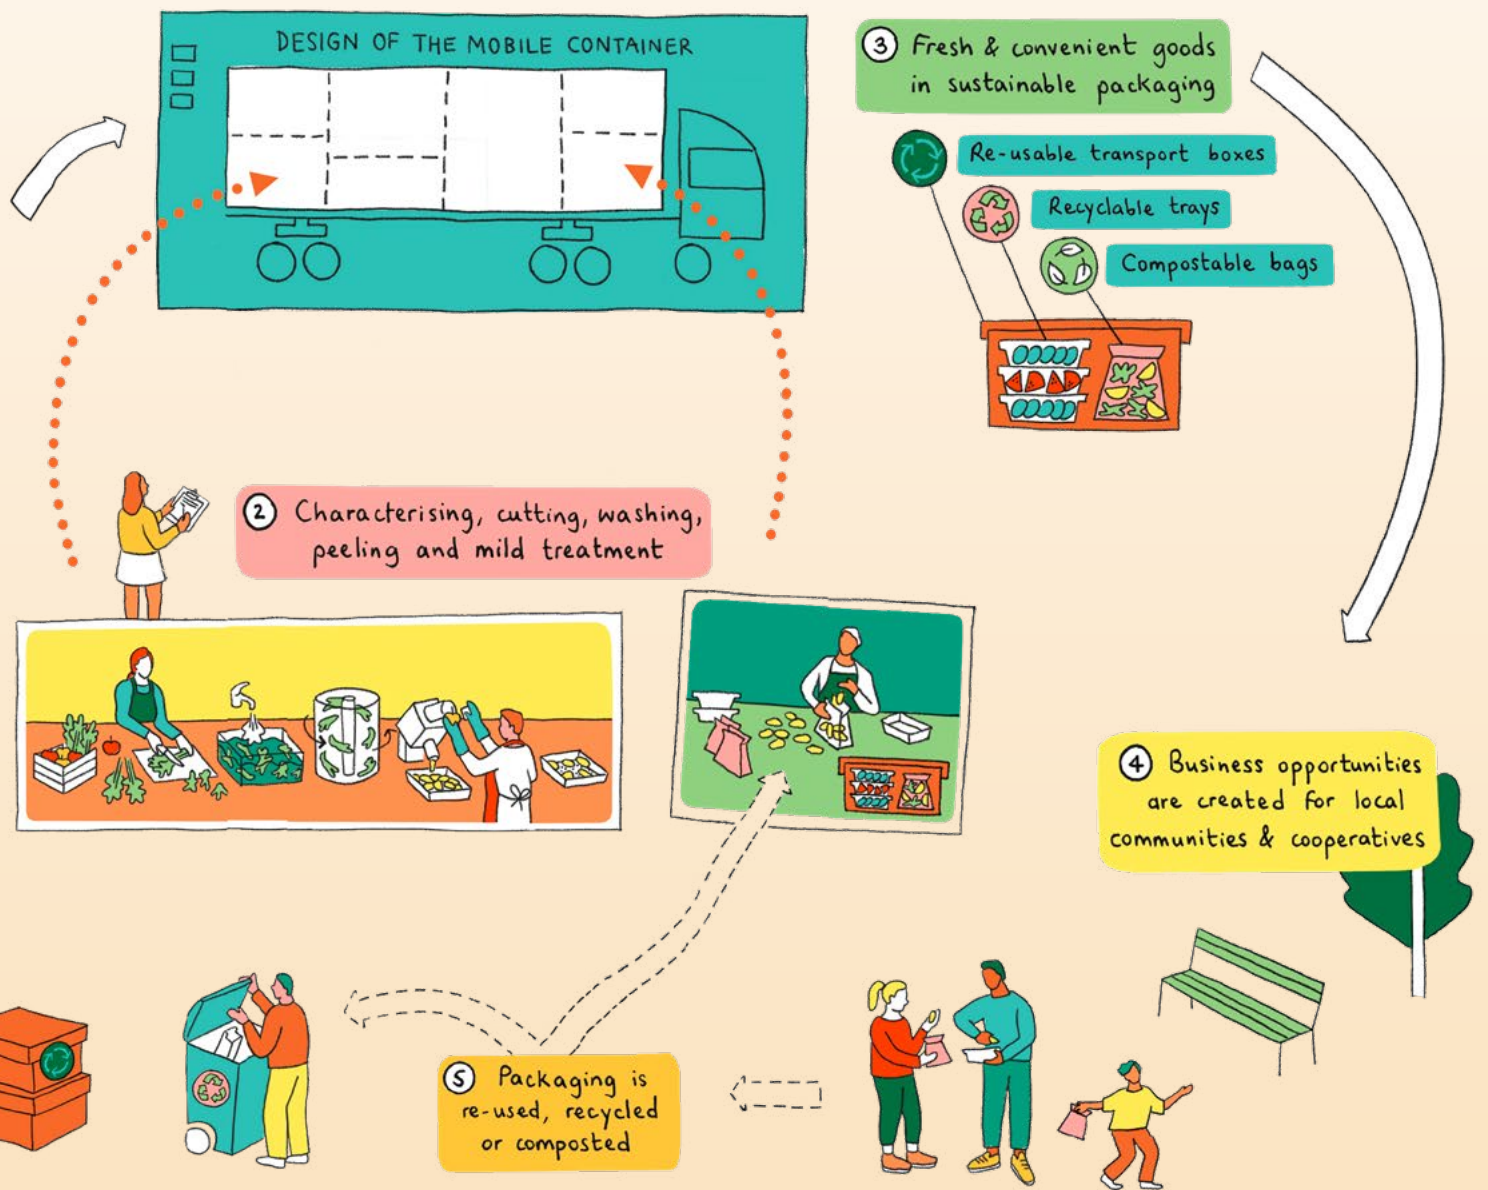 DESIGN OF THE MOBILE CONTAINER
3 Fresh & convenient goods
in sustainable packaging
Re-usable transport boxes
Recyclable trays
Compostable bags
2 Characterising, cutting, washing,
peeling and mild treatment
4 Business opportunities
are created for local
communities & cooperatives
5 Packaging is
re-used, recycled
or composted